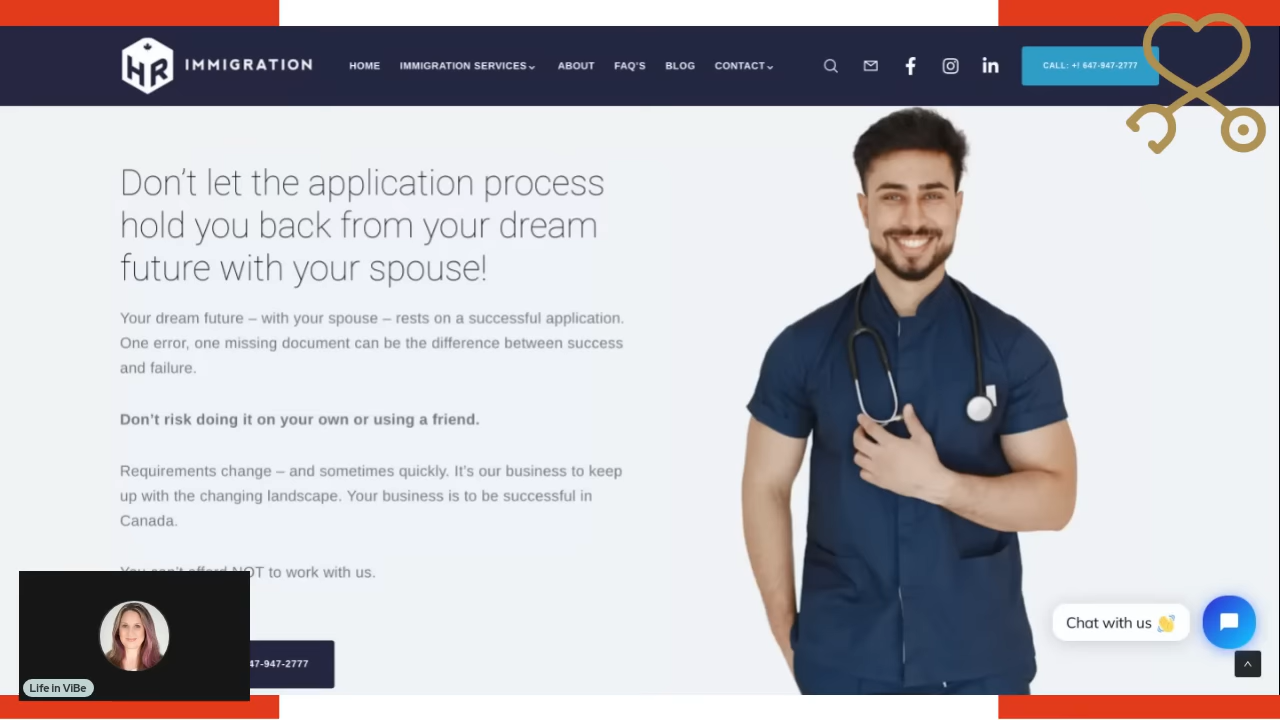 HR IMMIGRATION
HOME IMMIGRATION SERVICES ABOUT FAQ'S BLOG CONTACT
CALL: +! 647-947-2777
Don't let the application process
hold you back from your dream
future with your spouse!
Your dream future – with your spouse – rests on a successful application.
One error, one missing document can be the difference between success
and failure.
Don't risk doing it on your own or using a friend.
Requirements change – and sometimes quickly. It's our business to keep
up with the changing landscape. Your business is to be successful in
Canada.
You can't afford NOT to work with us.
47-947-2777
Chat with us 👋
Life in ViBe